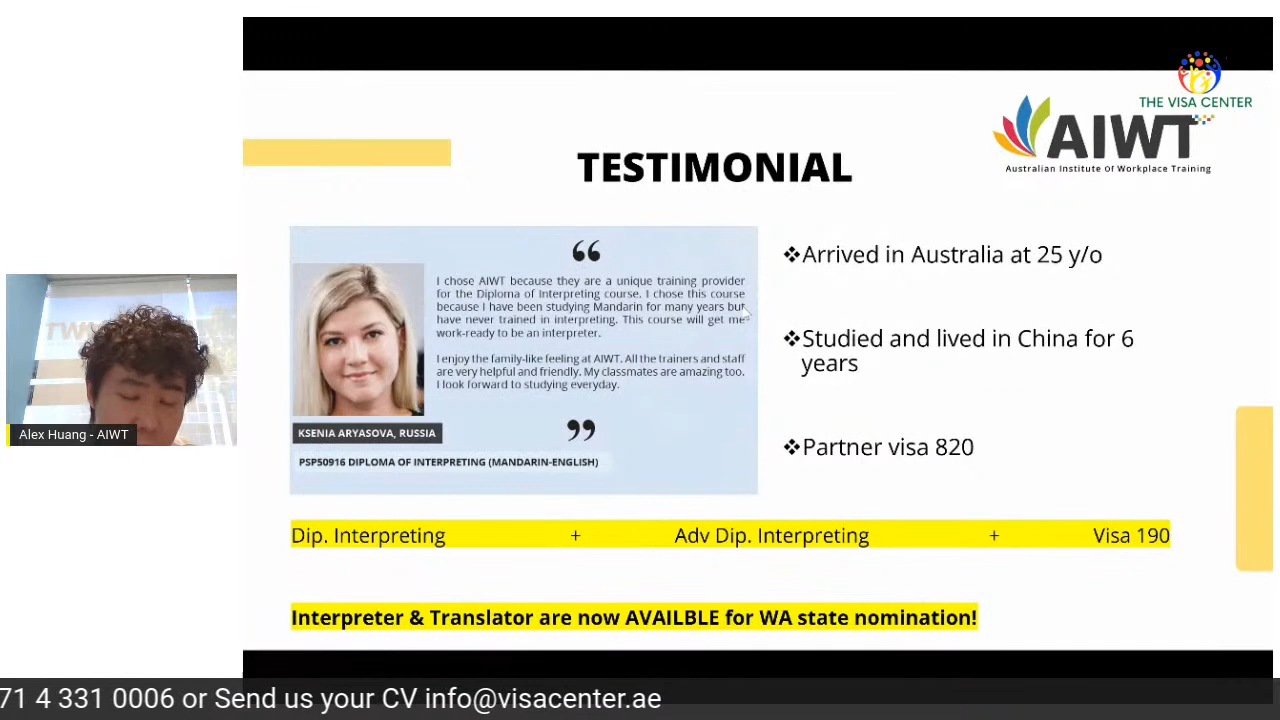 THE VISA CENTER
AIWT
Australian Institute Of Workplace Training
TESTIMONIAL
“
I chose AIWT because they are a unique training provider
for the Diploma of Interpreting course. I chose this course
because I have been studying Mandarin for many years but
have never trained in interpreting. This course will get me
work-ready to be an interpreter.
I enjoy the family-like feeling at AIWT. All the trainers and staff
are very helpful and friendly. My classmates are amazing too.
I look forward to studying everyday.
”
KSENIA ARYASOVA, RUSSIA
PSP50916 DIPLOMA OF INTERPRETING (MANDARIN-ENGLISH)
❖Arrived in Australia at 25 y/o
❖Studied and lived in China for 6
years
❖Partner visa 820
Alex Huang - AIWT
Dip. Interpreting + Adv Dip. Interpreting + Visa 190
Interpreter & Translator are now AVAILBLE for WA state nomination!
71 4 331 0006 or Send us your CV info@visacenter.ae